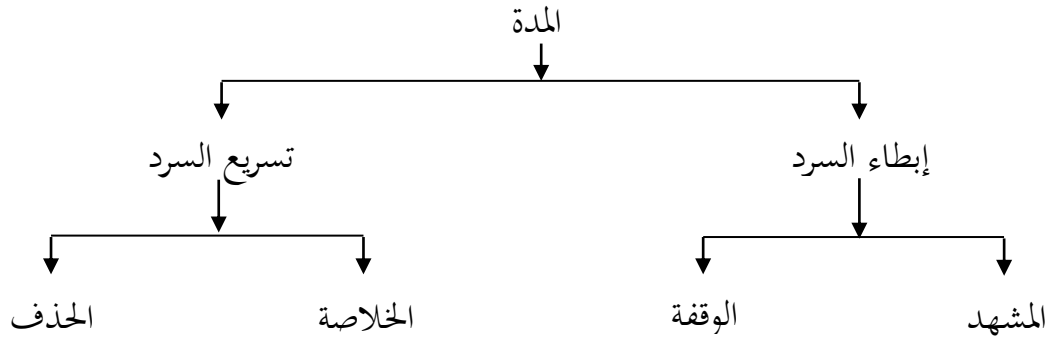 المدة
إبطاء السرد تسريع السرد
المشهد الوقفة الخلاصة الحذف